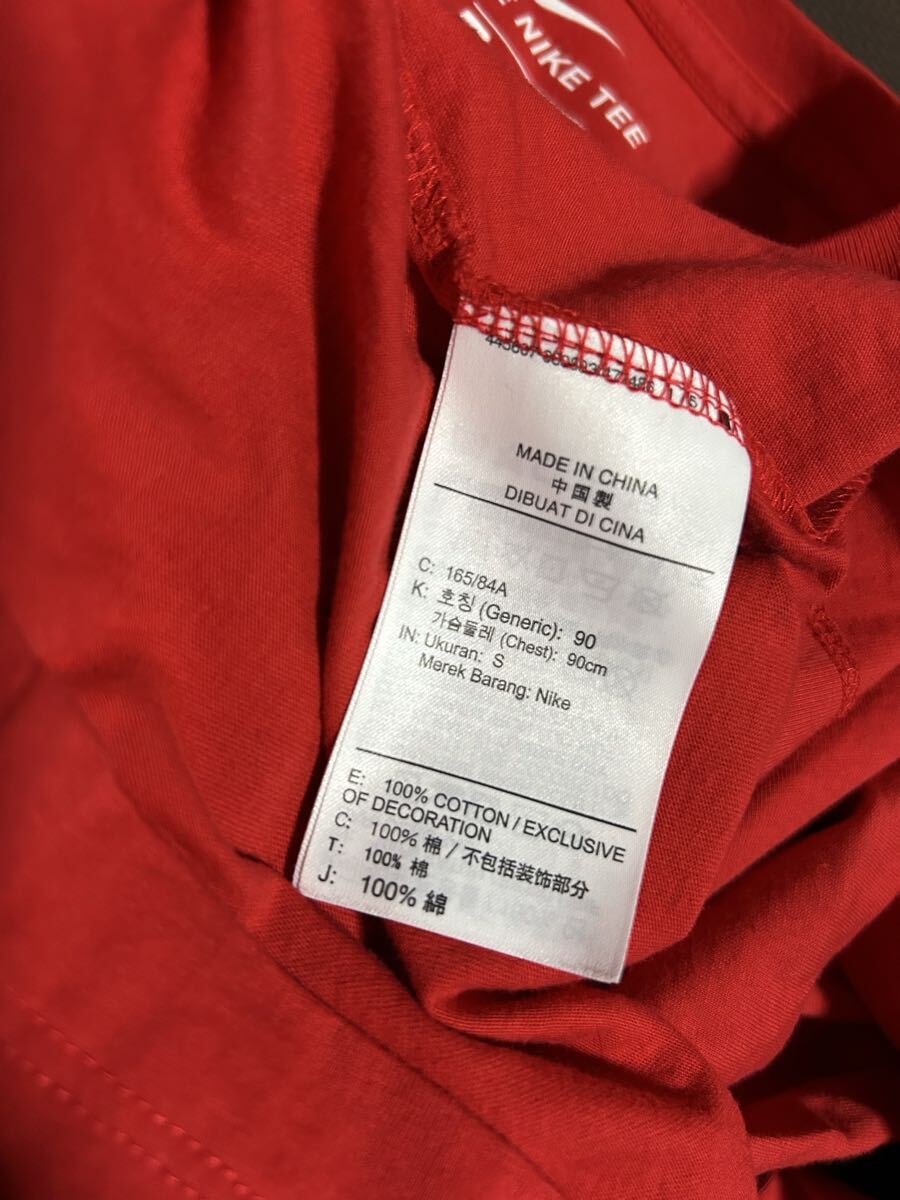 NIKE TEE
MADE IN CHINA
中国製
DIBUAT DI CINA
C: 165/84A
K: 호칭 (Generic): 90
가슴둘레 (Chest): 90cm
IN: Ukuran: S
Merek Barang: Nike
E: 100% COTTON / EXCLUSIVE
OF DECORATION
C: 100% 棉 / 不包括装饰部分
T: 100% 棉
J: 100% 綿